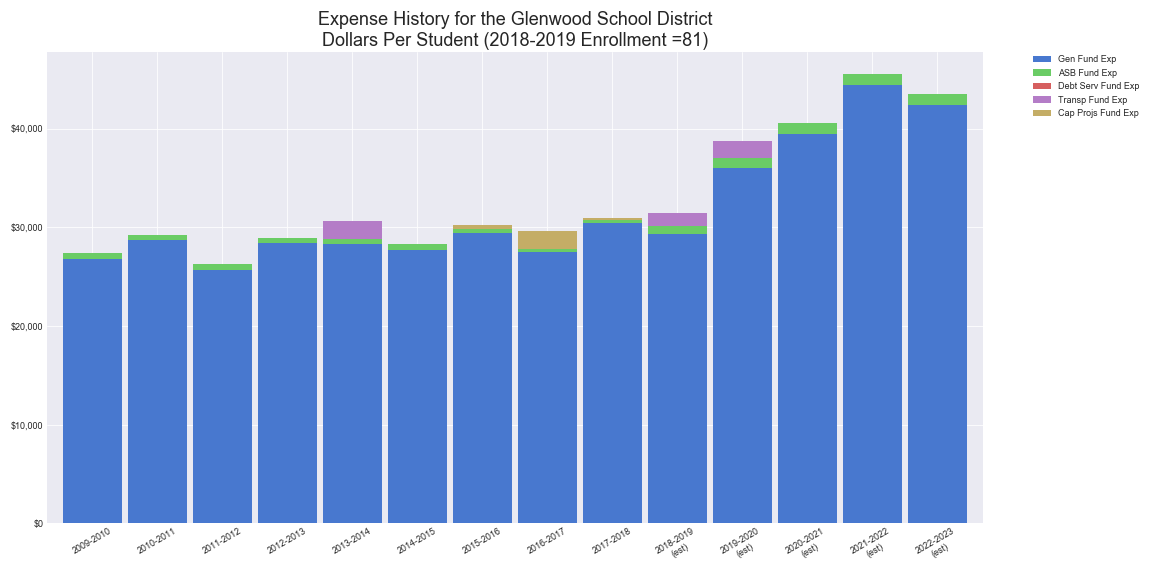 Expense History for the Glenwood School District
Dollars Per Student (2018-2019 Enrollment =81)
Gen Fund Exp
ASB Fund Exp
Debt Serv Fund Exp
Transp Fund Exp
Cap Projs Fund Exp
$40,000
$30,000
$20,000
$10,000
$0
2009-2010
2010-2011
2011-2012
2012-2013
2013-2014
2014-2015
2015-2016
2016-2017
2017-2018
2018-2019
(est)
2019-2020
(est)
2020-2021
(est)
2021-2022
(est)
2022-2023
(est)